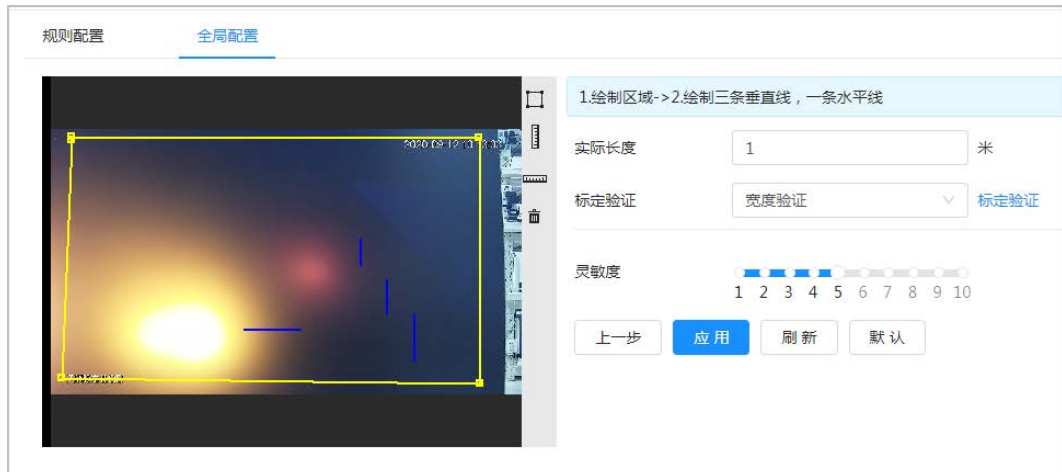 规则配置 全局配置
1.绘制区域->2.绘制三条垂直线，一条水平线
实际长度 1 米
标定验证 宽度验证 标定验证
灵敏度
1 2 3 4 5 6 7 8 9 10
上一步 应用 刷新 默认